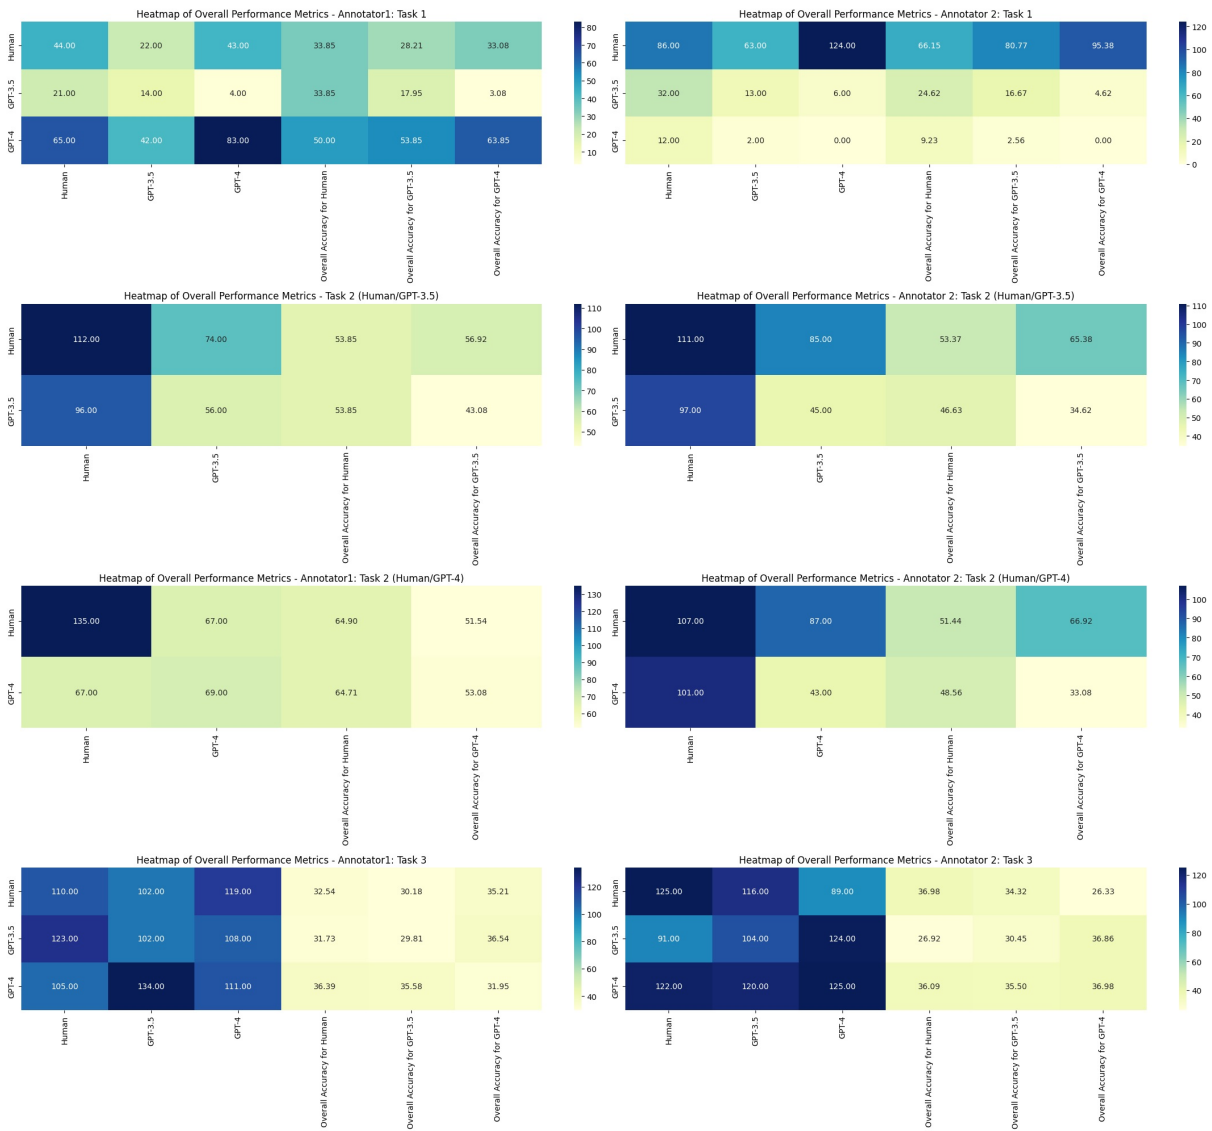 Heatmap of Overall Performance Metrics - Annotator1: Task 1
Human 44.00 22.00 43.00 33.85 28.21 33.08
GPT-3.5 21.00 14.00 4.00 33.85 17.95 3.08
GPT-4 65.00 42.00 83.00 50.00 53.85 63.85
Human GPT-3.5 GPT-4 Overall Accuracy for Human Overall Accuracy for GPT-3.5 Overall Accuracy for GPT-4
80
70
60
50
40
30
20
10
Heatmap of Overall Performance Metrics - Annotator 2: Task 1
Human 86.00 63.00 124.00 66.15 80.77 95.38
GPT-3.5 32.00 13.00 6.00 24.62 16.67 4.62
GPT-4 12.00 2.00 0.00 9.23 2.56 0.00
Human GPT-3.5 GPT-4 Overall Accuracy for Human Overall Accuracy for GPT-3.5 Overall Accuracy for GPT-4
120
100
80
60
40
20
0
Heatmap of Overall Performance Metrics - Task 2 (Human/GPT-3.5)
Human 112.00 74.00 53.85 56.92
GPT-3.5 96.00 56.00 53.85 43.08
Human GPT-3.5 Overall Accuracy for Human Overall Accuracy for GPT-3.5
110
100
90
80
70
60
50
Heatmap of Overall Performance Metrics - Annotator 2: Task 2 (Human/GPT-3.5)
Human 111.00 85.00 53.37 65.38
GPT-3.5 97.00 45.00 46.63 34.62
Human GPT-3.5 Overall Accuracy for Human Overall Accuracy for GPT-3.5
110
100
90
80
70
60
50
40
Heatmap of Overall Performance Metrics - Annotator1: Task 2 (Human/GPT-4)
Human 135.00 67.00 64.90 51.54
GPT-4 67.00 69.00 64.71 53.08
Human GPT-4 Overall Accuracy for Human Overall Accuracy for GPT-4
130
120
110
100
90
80
70
60
Heatmap of Overall Performance Metrics - Annotator 2: Task 2 (Human/GPT-4)
Human 107.00 87.00 51.44 66.92
GPT-4 101.00 43.00 48.56 33.08
Human GPT-4 Overall Accuracy for Human Overall Accuracy for GPT-4
100
90
80
70
60
50
40
Heatmap of Overall Performance Metrics - Annotator1: Task 3
Human 110.00 102.00 119.00 32.54 30.18 35.21
GPT-3.5 123.00 102.00 108.00 31.73 29.81 36.54
GPT-4 105.00 134.00 111.00 36.39 35.58 31.95
Human GPT-3.5 GPT-4 Overall Accuracy for Human Overall Accuracy for GPT-3.5 Overall Accuracy for GPT-4
120
100
80
60
40
Heatmap of Overall Performance Metrics - Annotator 2: Task 3
Human 125.00 116.00 89.00 36.98 34.32 26.33
GPT-3.5 91.00 104.00 124.00 26.92 30.45 36.86
GPT-4 122.00 120.00 125.00 36.09 35.50 36.98
Human GPT-3.5 GPT-4 Overall Accuracy for Human Overall Accuracy for GPT-3.5 Overall Accuracy for GPT-4
120
100
80
60
40